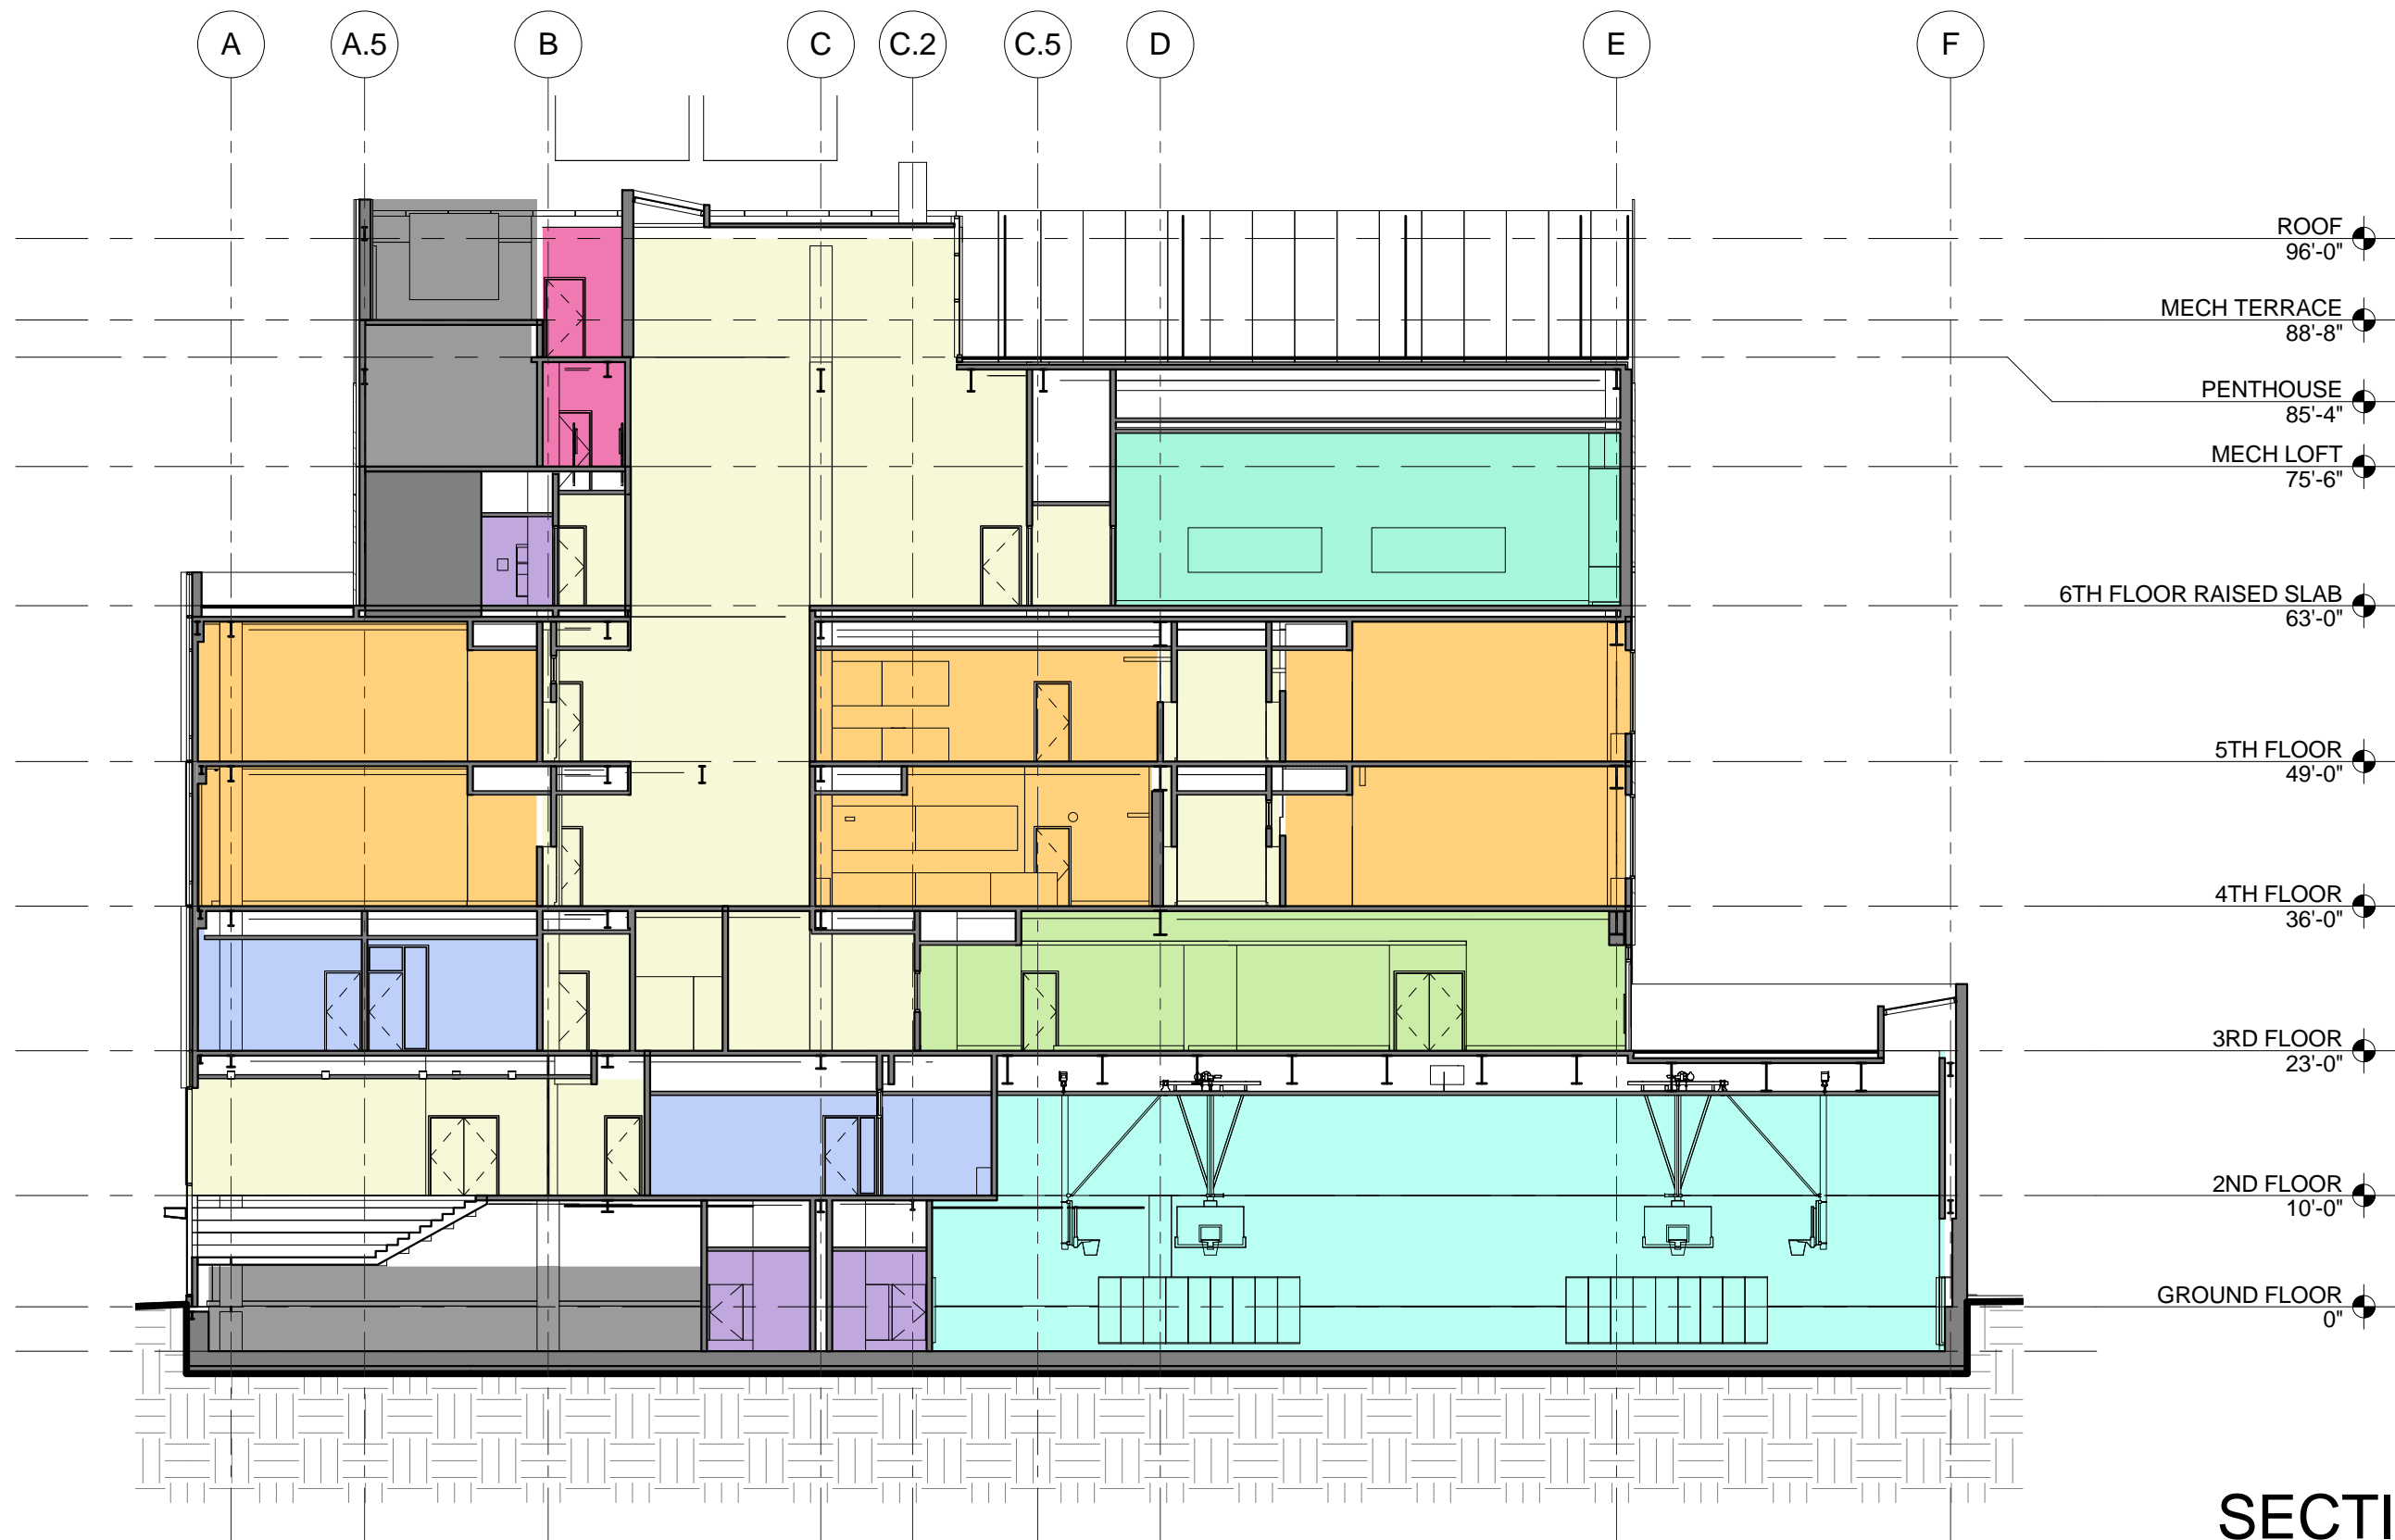 A
A.5
B
C
C.2
C.5
D
E
F
ROOF
96'-0"
MECH TERRACE
88'-8"
PENTHOUSE
85'-4"
MECH LOFT
75'-6"
6TH FLOOR RAISED SLAB
63'-0"
5TH FLOOR
49'-0"
4TH FLOOR
36'-0"
3RD FLOOR
23'-0"
2ND FLOOR
10'-0"
GROUND FLOOR
0"
SECTI